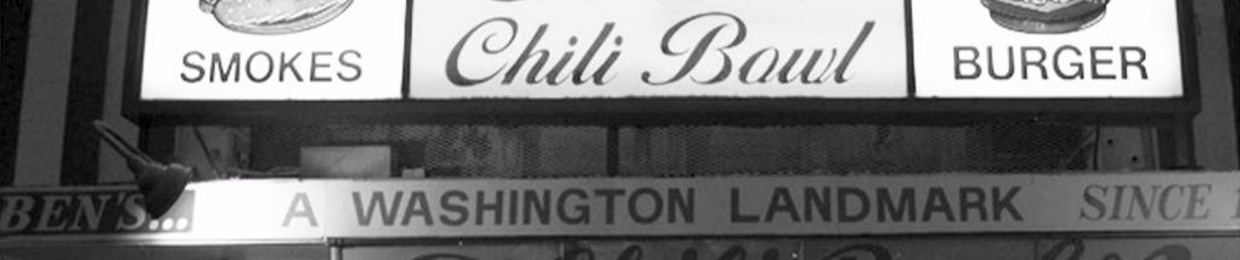 SMOKES
Chili Bowl
BURGER
BEN'S... A WASHINGTON LANDMARK SINCE